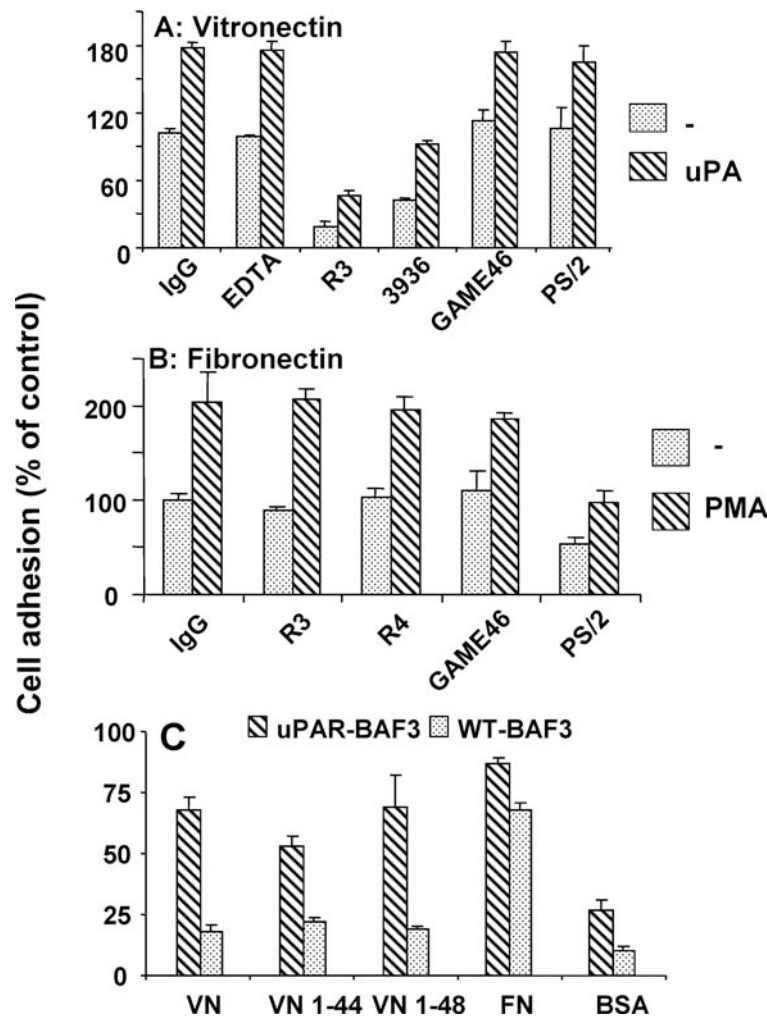 A: Vitronectin
180
120
60
0
IgG EDTA R3 3936 GAME46 PS/2
-
uPA
Cell adhesion (% of control)
B: Fibronectin
200
100
0
IgG R3 R4 GAME46 PS/2
-
PMA
C
uPAR-BAF3 WT-BAF3
100
75
50
25
0
VN VN 1-44 VN 1-48 FN BSA